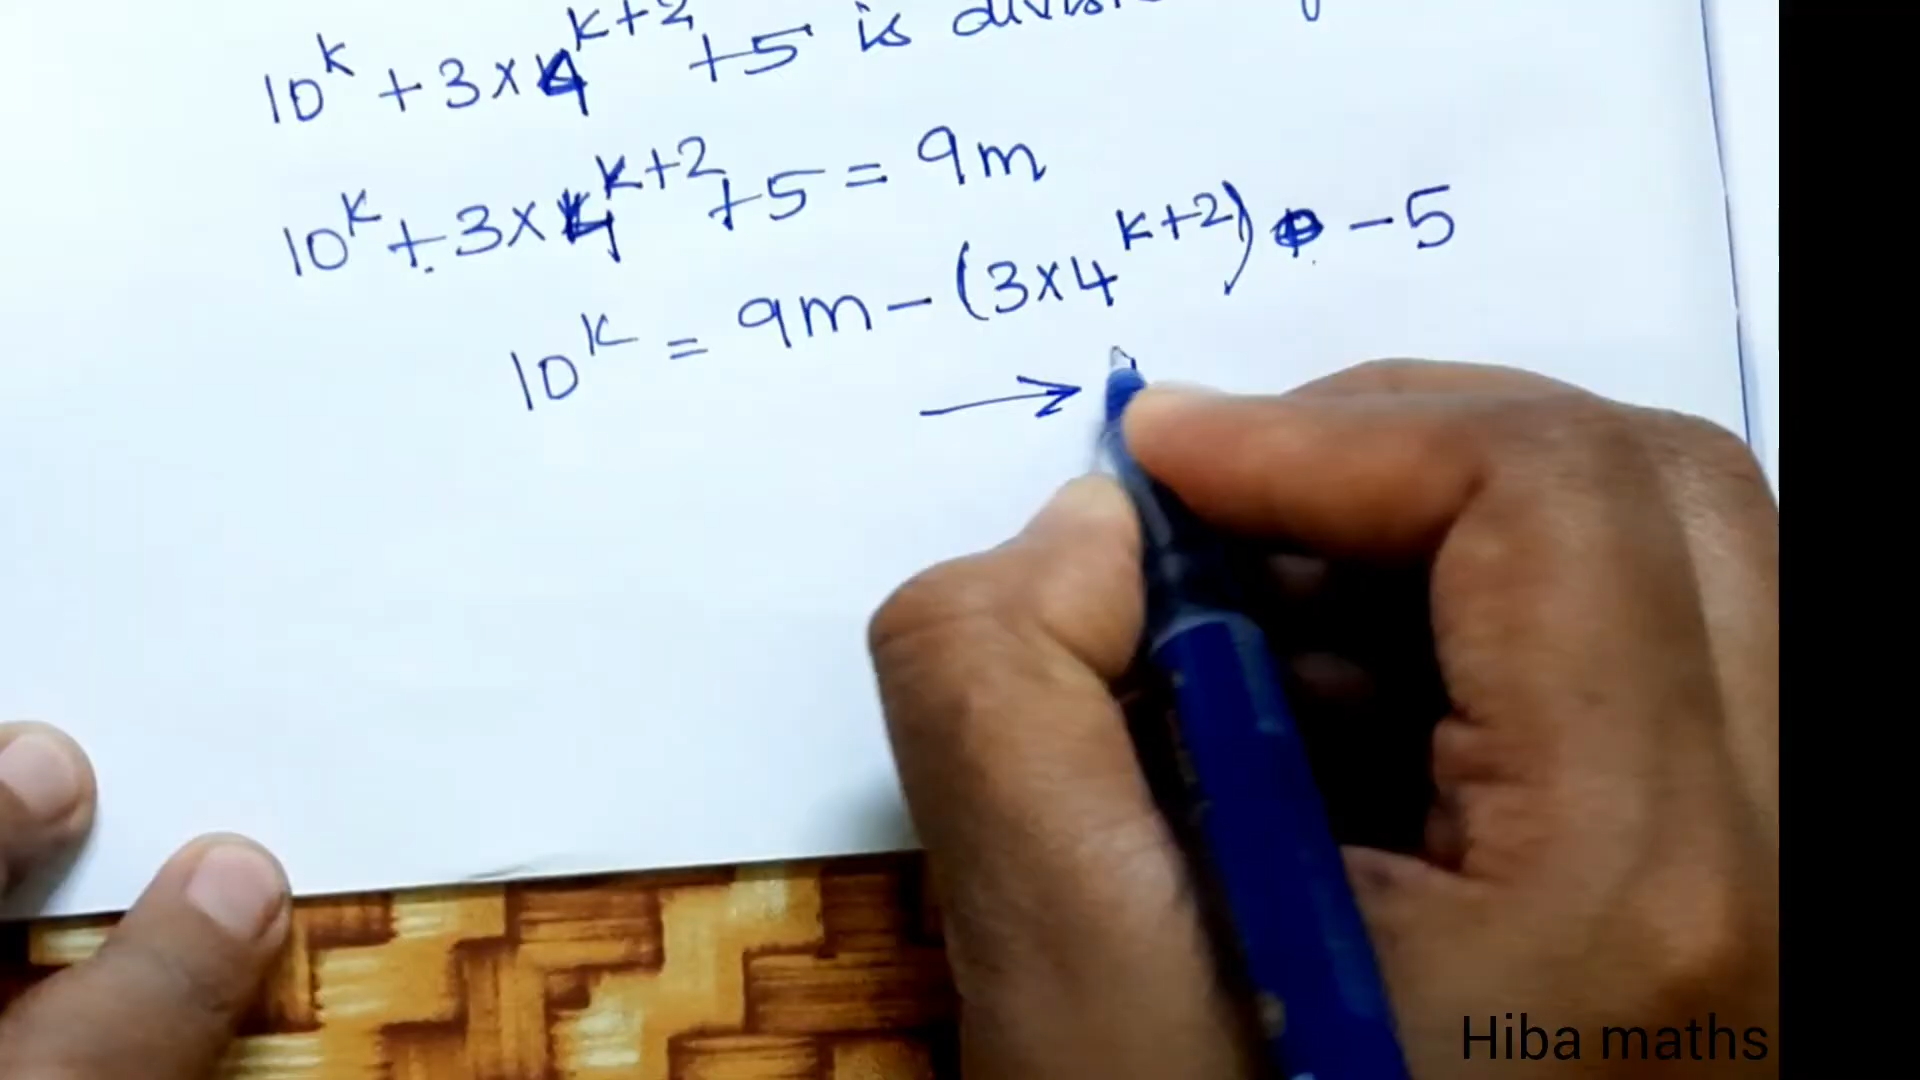 10^k + 3 × 4^k+2 + 5 is
10^k + 3 × 4^k+2 + 5 = 9m
10^k = 9m - (3 × 4^k+2) - 5
→
Hiba maths